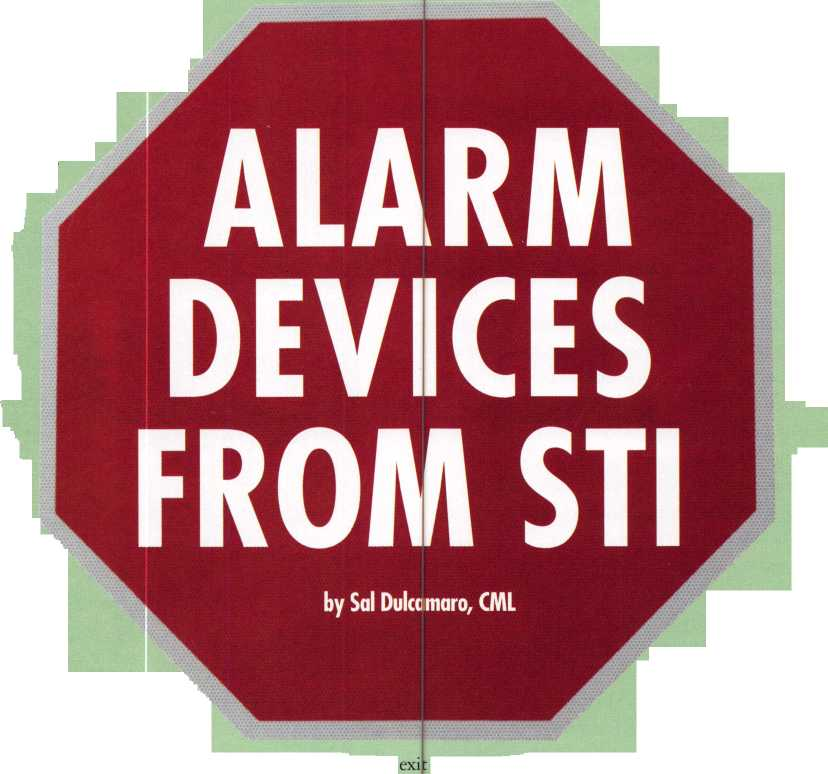 ALARM
DEVICES
FROM STI
by Sal Dulcamaro, CML
exit